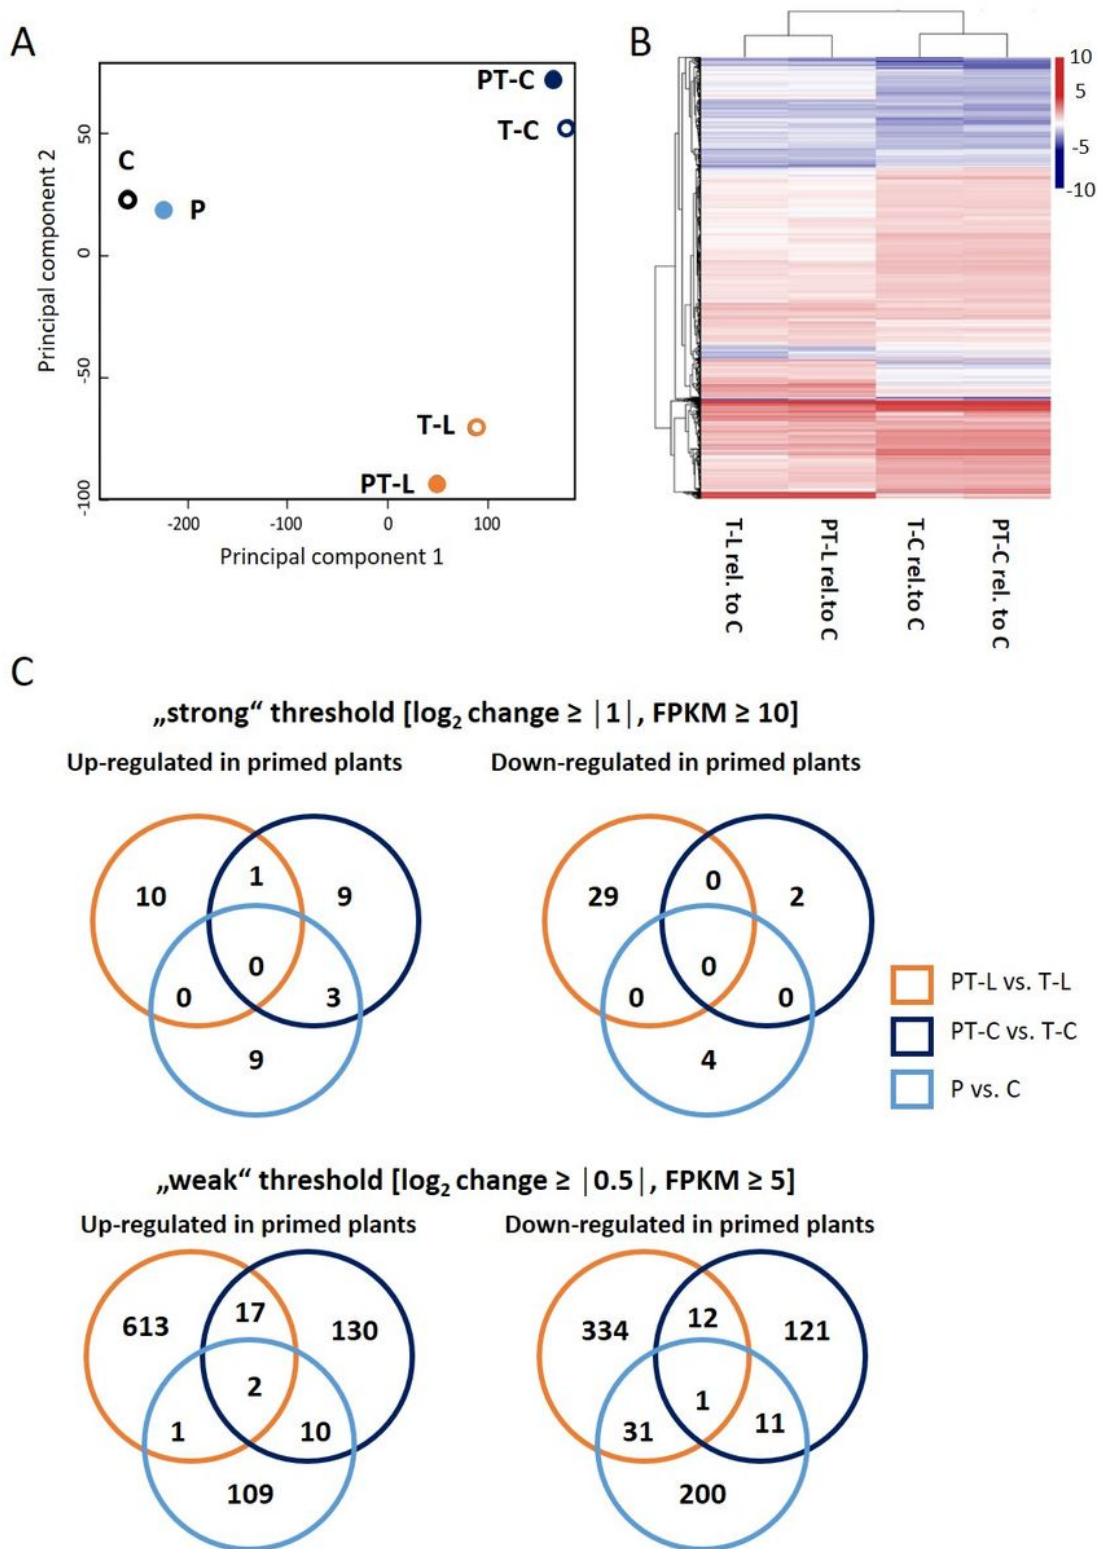 A
PT-C
T-C
C
P
T-L
PT-L
50
0
-50
-100
Principal component 2
-200
-100
0
100
Principal component 1
B
10
5
-5
-10
T-L rel. to C
PT-L rel.to C
T-C rel.to C
PT-C rel. to C
C
„strong“ threshold [log₂ change ≥ |1|, FPKM ≥ 10]
Up-regulated in primed plants
Down-regulated in primed plants
10
1
9
0
0
3
9
29
0
2
0
0
0
4
PT-L vs. T-L
PT-C vs. T-C
P vs. C
„weak“ threshold [log₂ change ≥ |0.5|, FPKM ≥ 5]
Up-regulated in primed plants
Down-regulated in primed plants
613
17
130
2
1
10
109
334
12
121
1
31
11
200